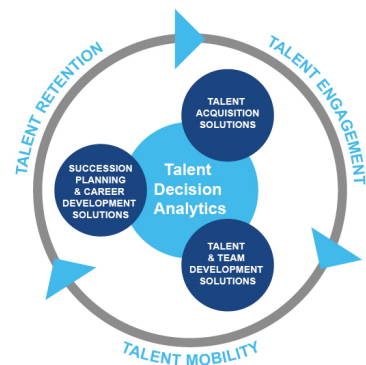 TALENT RETENTION
TALENT ENGAGEMENT
TALENT
ACQUISITION
SOLUTIONS
SUCCESSION
PLANNING
& CAREER
DEVELOPMENT
SOLUTIONS
Talent
Decision
Analytics
TALENT
& TEAM
DEVELOPMENT
SOLUTIONS
TALENT MOBILITY